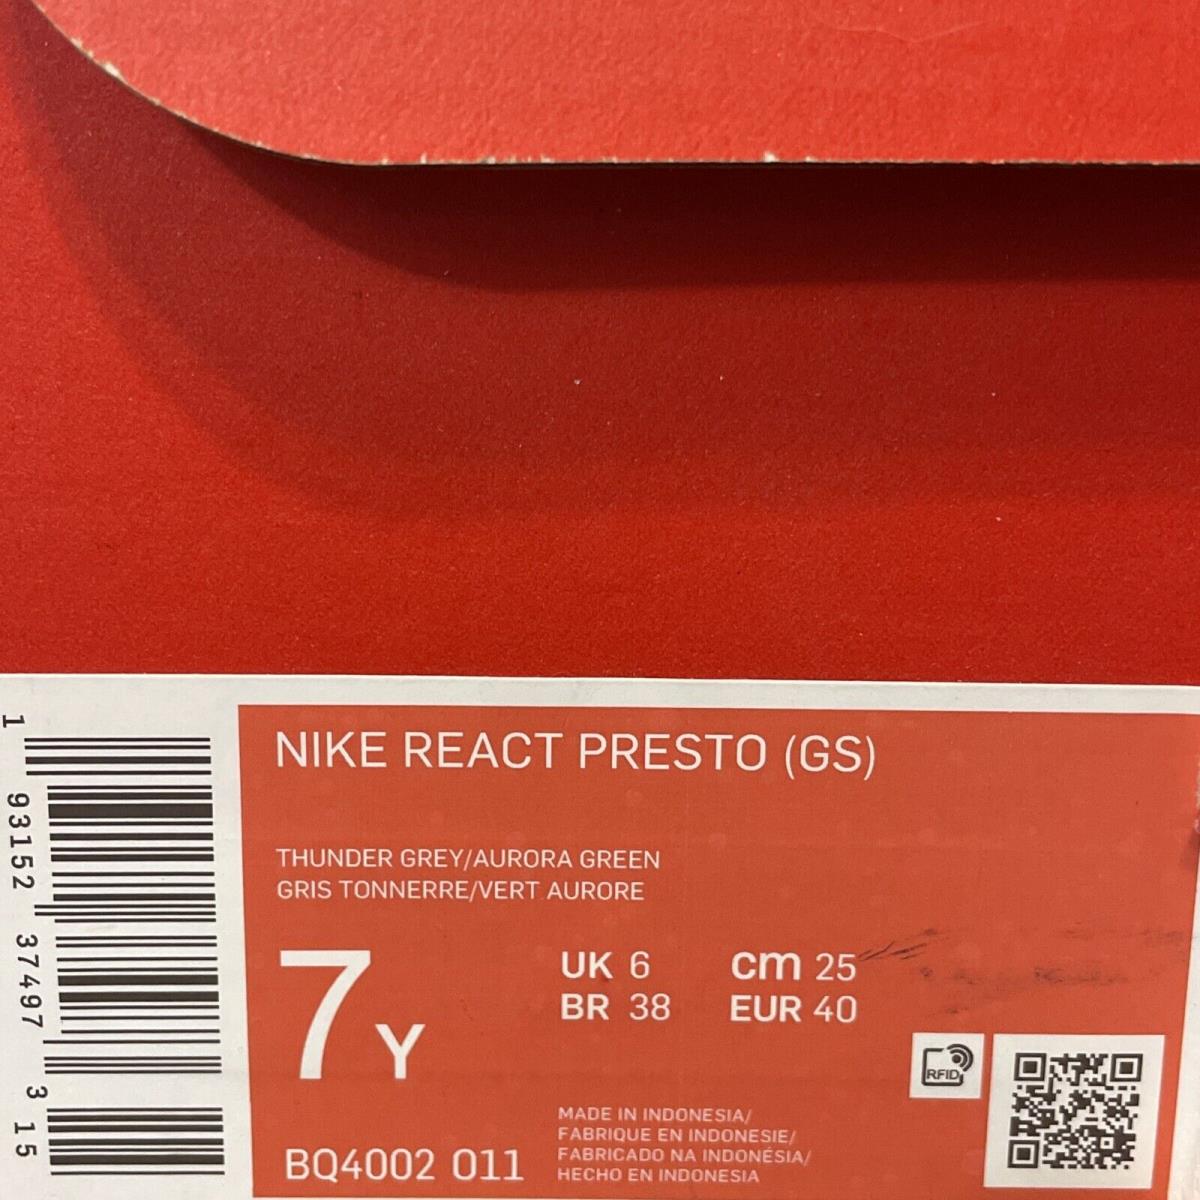 NIKE REACT PRESTO (GS)
THUNDER GREY/AURORA GREEN
GRIS TONNERRE/VERT AURORE
7Y
UK 6 cm 25
BR 38 EUR 40
RFID
BQ4002 011
MADE IN INDONESIA/
FABRIQUE EN INDONESIE/
FABRICADO NA INDONÉSIA/
HECHO EN INDONESIA
1 93152 37497 3 15